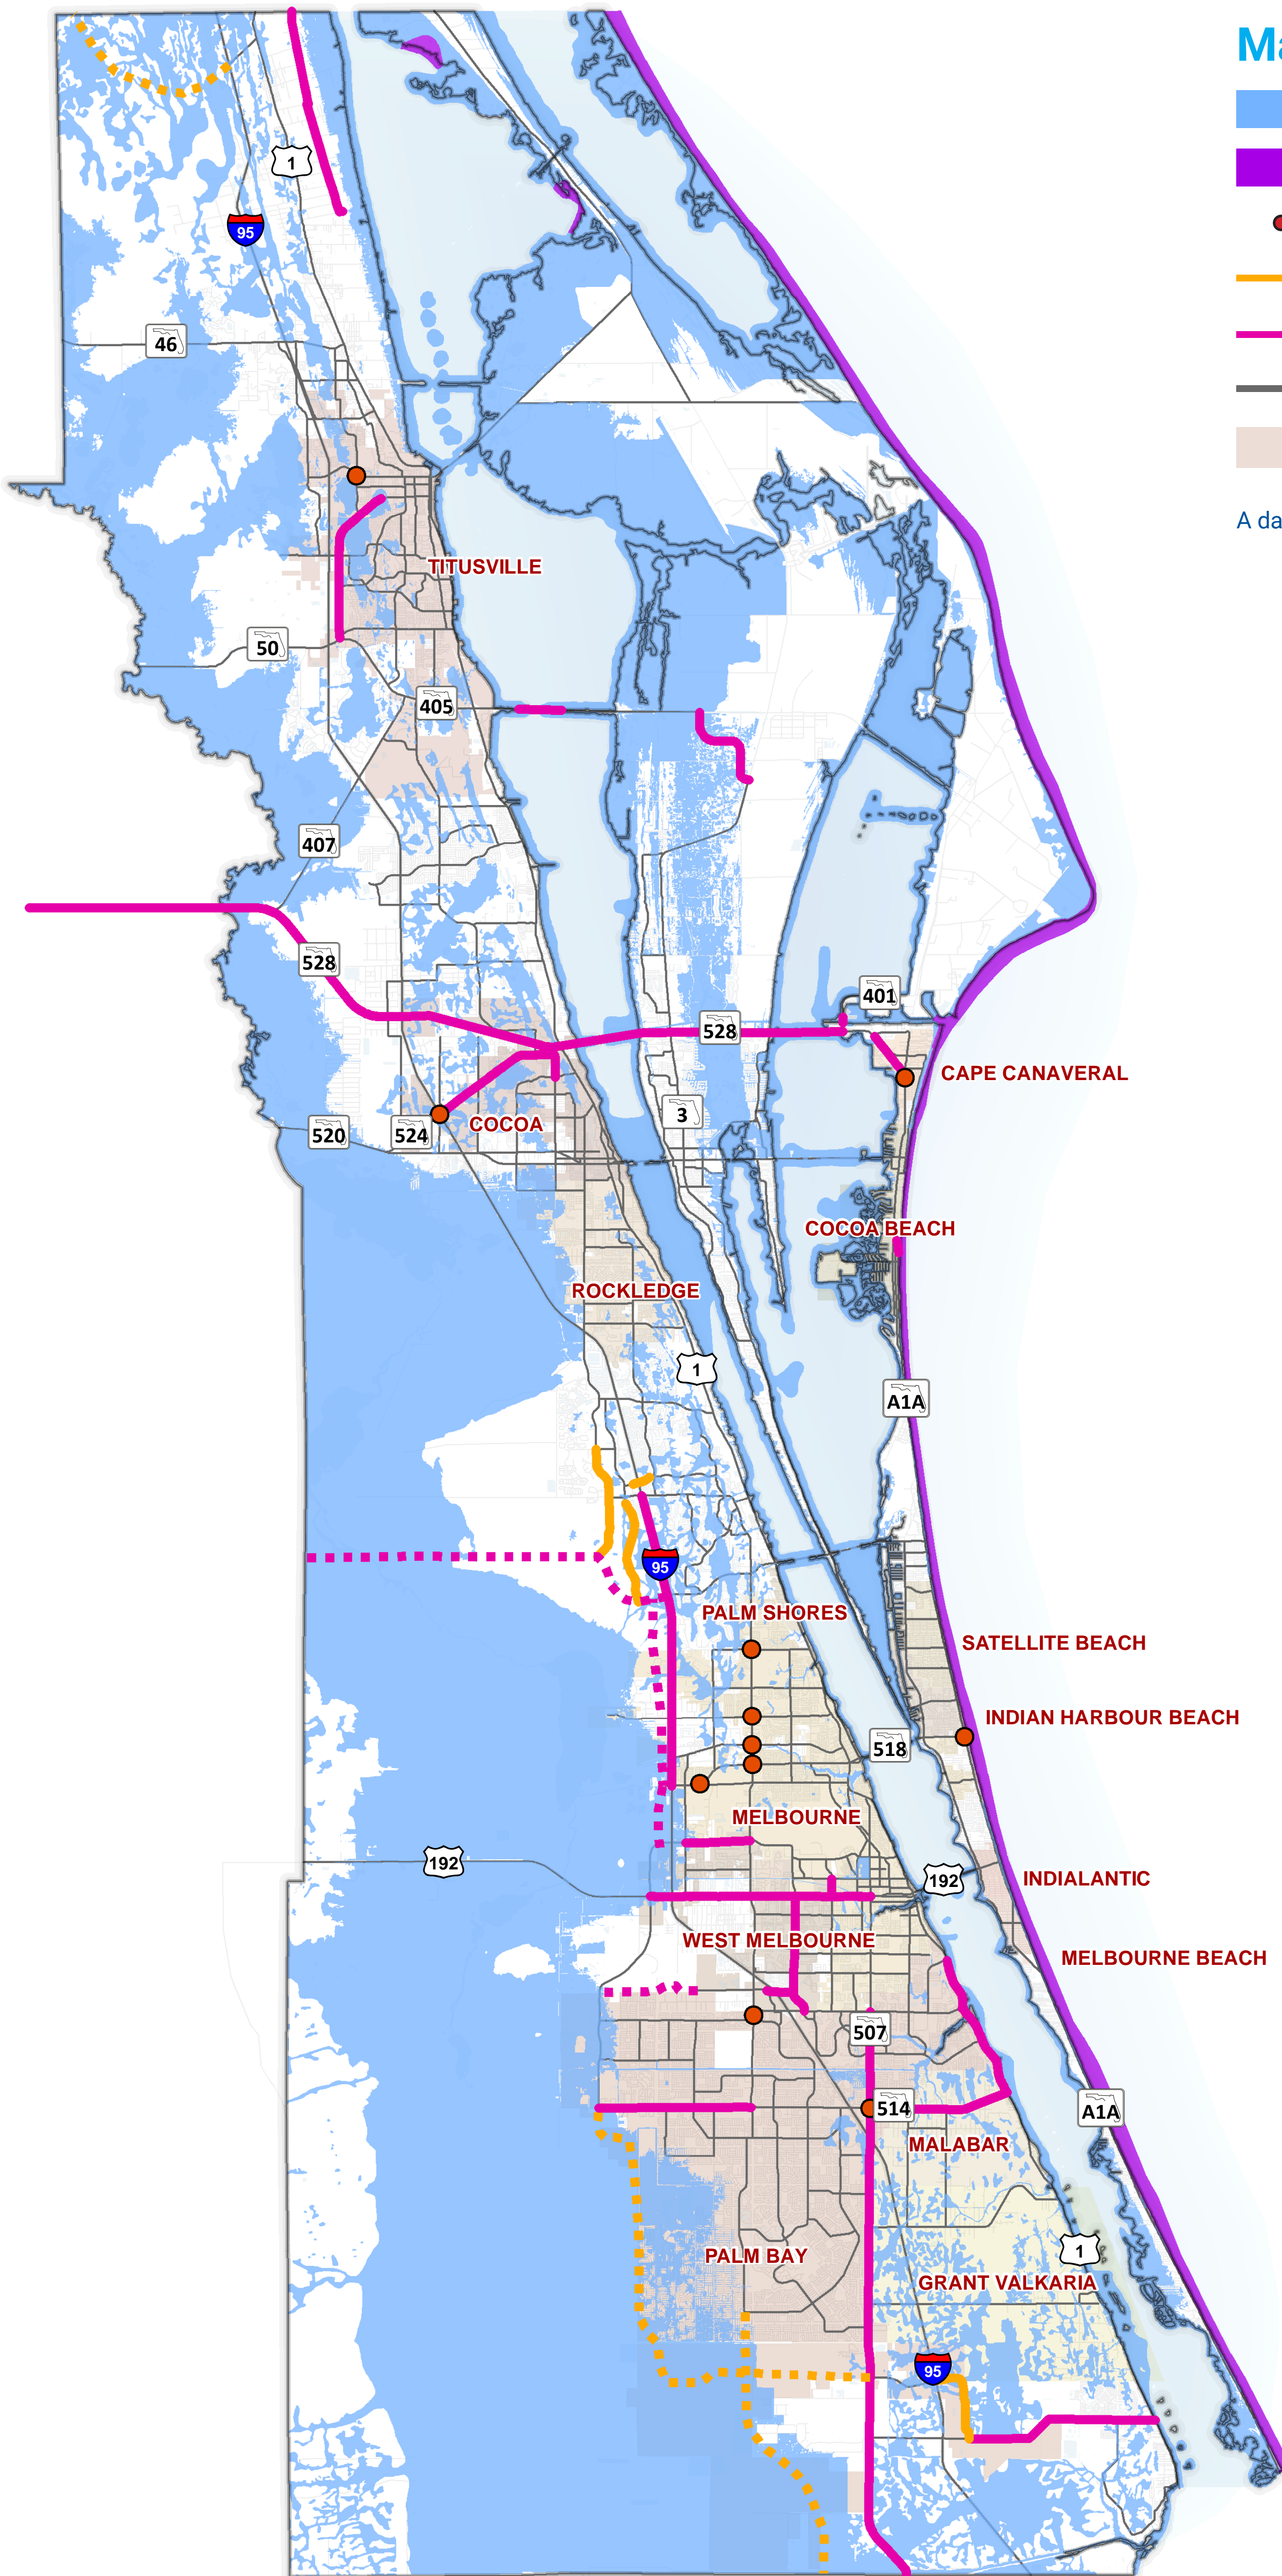 Ma
1
95
46
A da
TITUSVILLE
50
405
407
528
401
528
CAPE CANAVERAL
3
COCOA
520
524
COCOA BEACH
ROCKLEDGE
1
A1A
95
PALM SHORES
SATELLITE BEACH
INDIAN HARBOUR BEACH
518
MELBOURNE
192
192
INDIALANTIC
WEST MELBOURNE
MELBOURNE BEACH
507
514
A1A
MALABAR
1
PALM BAY
GRANT VALKARIA
95